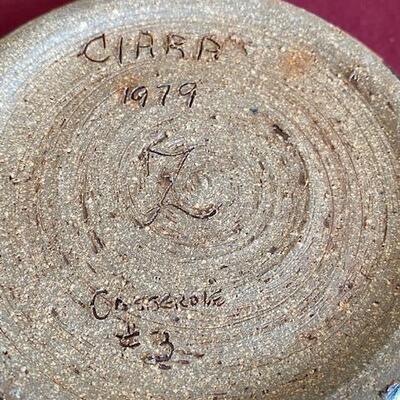 CIARA
1979
Z
CASSEROLE
# 3